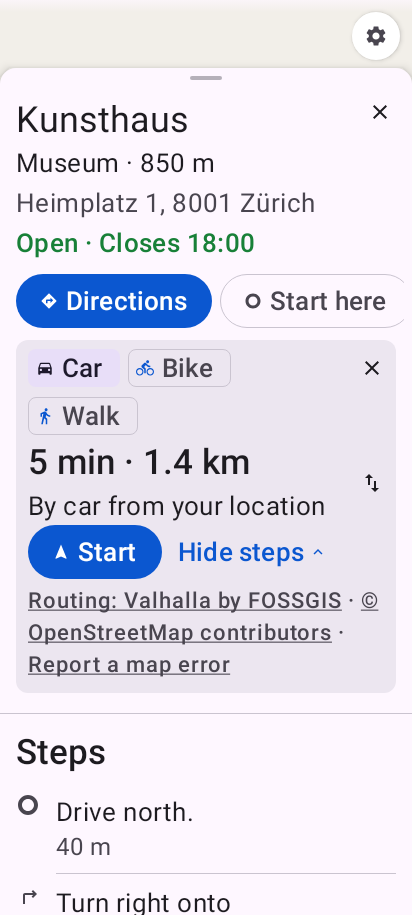 Kunsthaus
Museum · 850 m
Heimplatz 1, 8001 Zürich
Open · Closes 18:00
Directions
Start here
Car
Bike
Walk
5 min · 1.4 km
By car from your location
Start
Hide steps
Routing: Valhalla by FOSSGIS · ©
OpenStreetMap contributors ·
Report a map error
Steps
Drive north.
40 m
Turn right onto